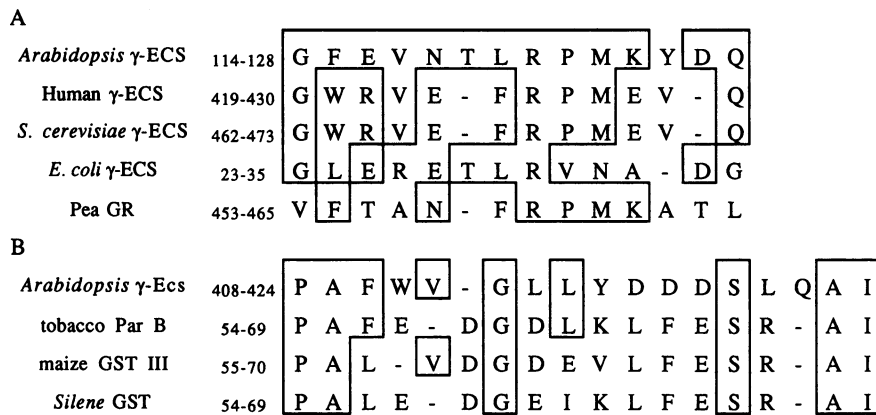 A
Arabidopsis γ-ECS 114-128 G F E V N T L R P M K Y D Q
Human γ-ECS 419-430 G W R V E - F R P M E V - Q
S. cerevisiae γ-ECS 462-473 G W R V E - F R P M E V - Q
E. coli γ-ECS 23-35 G L E R E T L R V N A - D G
Pea GR 453-465 V F T A N - F R P M K A T L
B
Arabidopsis γ-Ecs 408-424 P A F W V - G L L Y D D D S L Q A I
tobacco Par B 54-69 P A F E - D G D L K L F E S R - A I
maize GST III 55-70 P A L - V D G D E V L F E S R - A I
Silene GST 54-69 P A L E - D G E I K L F E S R - A I